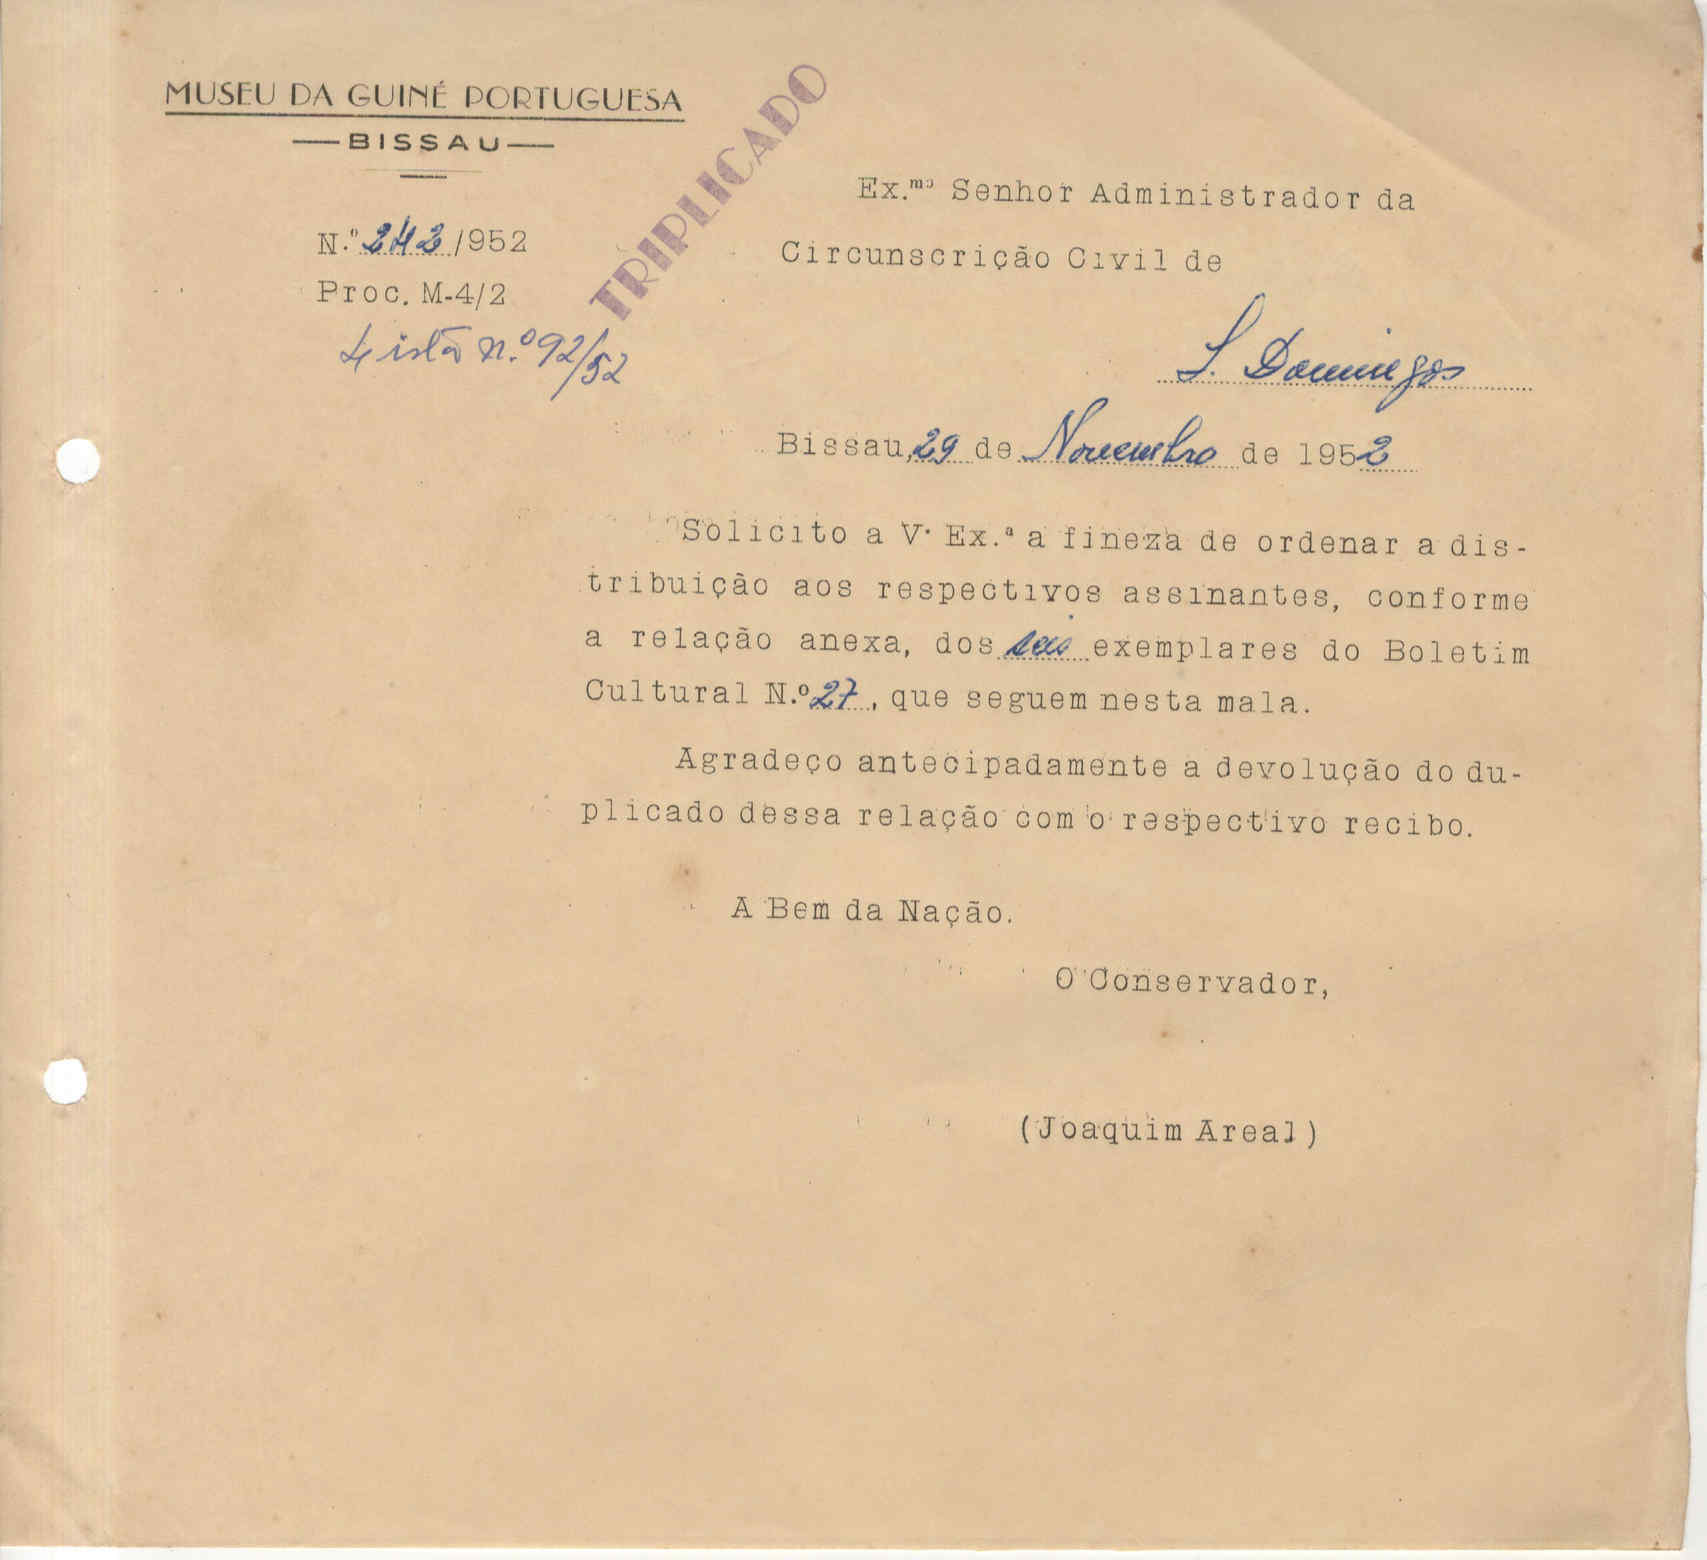 MUSEU DA GUINÉ PORTUGUESA
BISSAU
TRIPLICADO
N.º 242/952
Proc. M-4/2
Lista n.º 92/52
Ex.mo Senhor Administrador da
Circunscrição Civil de
S. Domingos
Bissau, 29 de Novembro de 1952
Solicito a V. Ex.ª a fineza de ordenar a dis-
tribuição aos respectivos assinantes, conforme
a relação anexa, dos seis exemplares do Boletim
Cultural N.º 27, que seguem nesta mala.
Agradeço antecipadamente a devolução do du-
plicado dessa relação com o respectivo recibo.
A Bem da Nação.
O Conservador,
(Joaquim Areal)